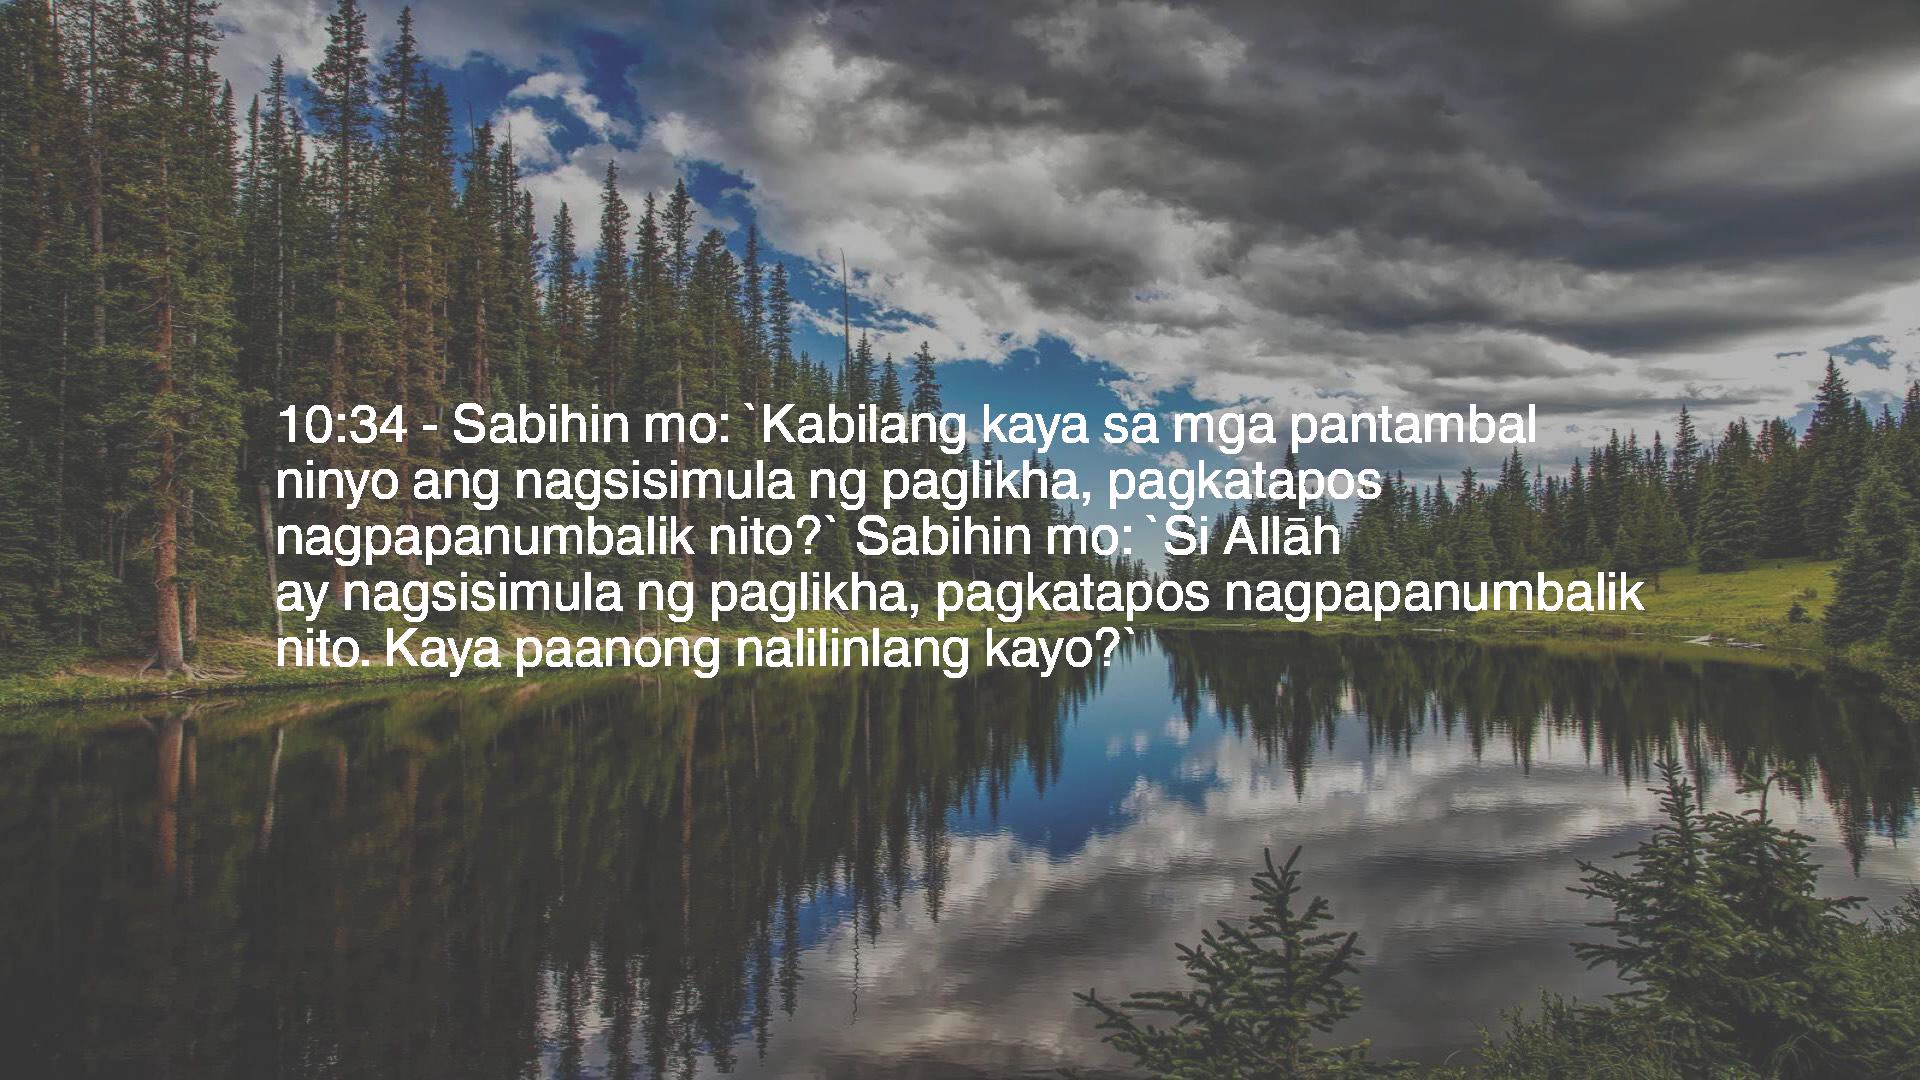 10:34 - Sabihin mo: `Kabilang kaya sa mga pantambal
ninyo ang nagsisimula ng paglikha, pagkatapos
nagpapanumbalik nito?` Sabihin mo: `Si Allāh
ay nagsisimula ng paglikha, pagkatapos nagpapanumbalik
nito. Kaya paanong nalilinlang kayo?`